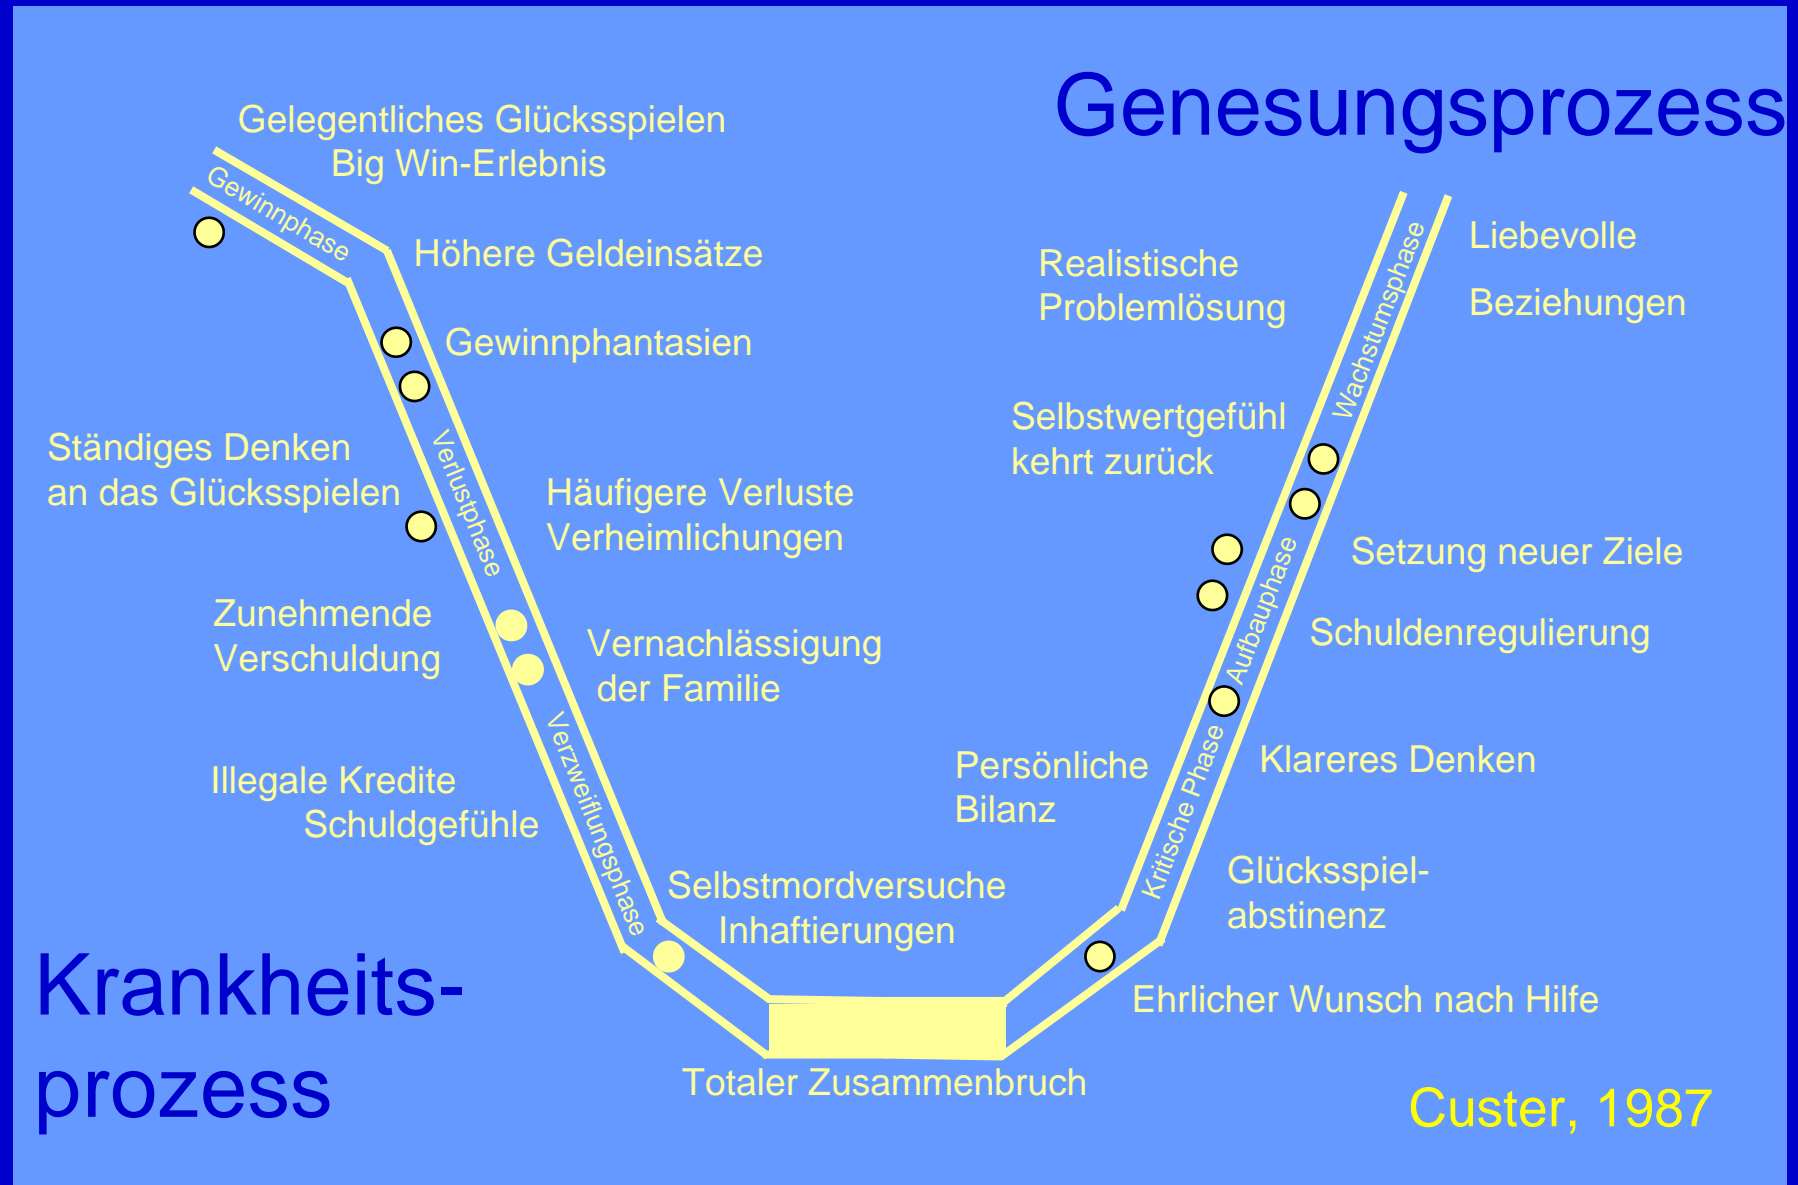 Genesungsprozess
Gelegentliches Glücksspielen
Big Win-Erlebnis
Gewinnphase
Höhere Geldeinsätze
Gewinnphantasien
Ständiges Denken
an das Glücksspielen
Verlustphase
Häufigere Verluste
Verheimlichungen
Zunehmende
Verschuldung
Vernachlässigung
der Familie
Verzweiflungsphase
Illegale Kredite
Schuldgefühle
Selbstmordversuche
Inhaftierungen
Krankheits-
prozess
Totaler Zusammenbruch
Liebevolle
Beziehungen
Realistische
Problemlösung
Wachstumsphase
Selbstwertgefühl
kehrt zurück
Setzung neuer Ziele
Aufbauphase
Schuldenregulierung
Persönliche
Bilanz
Kritische Phase
Klareres Denken
Glücksspiel-
abstinenz
Ehrlicher Wunsch nach Hilfe
Custer, 1987